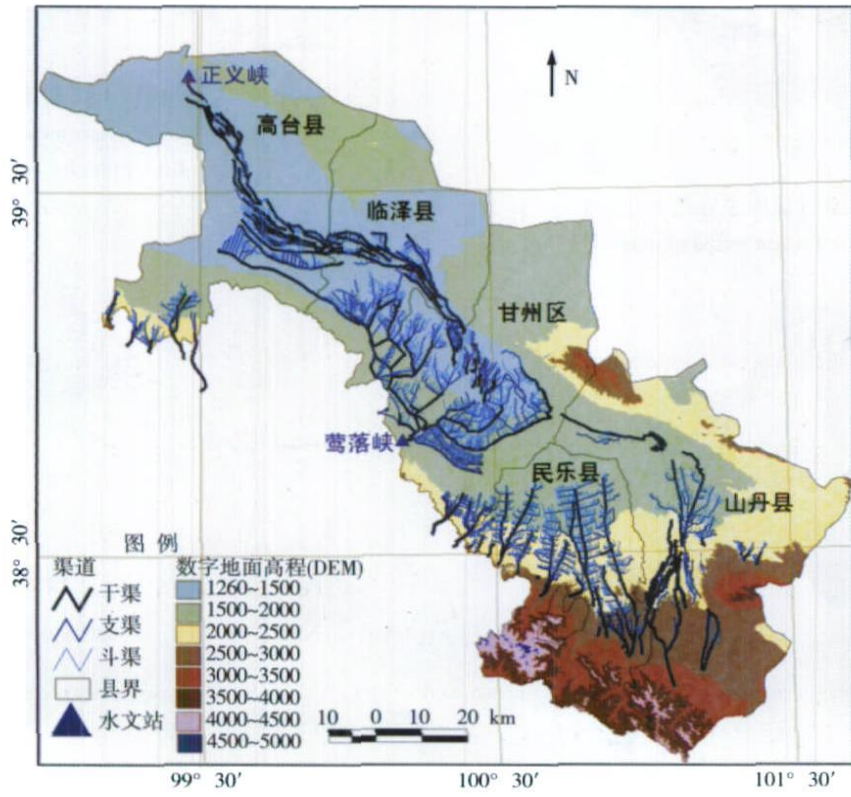 正义峡
N
高台县
39° 30′
临泽县
甘州区
莺落峡
民乐县
山丹县
38° 30′
图 例
渠道
干渠
支渠
斗渠
县界
水文站
数字地面高程(DEM)
1260~1500
1500~2000
2000~2500
2500~3000
3000~3500
3500~4000
4000~4500
4500~5000
10 0 10 20 km
99° 30′
100° 30′
101° 30′